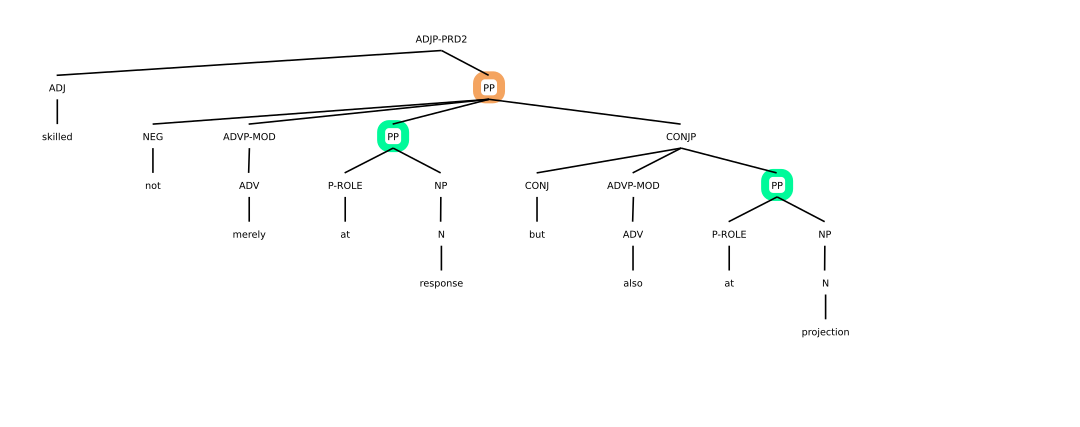 ADJP-PRD2
ADJ PP
skilled NEG ADVP-MOD PP CONJP
not ADV P-ROLE NP CONJ ADVP-MOD PP
merely at N but ADV P-ROLE NP
response also at N
projection